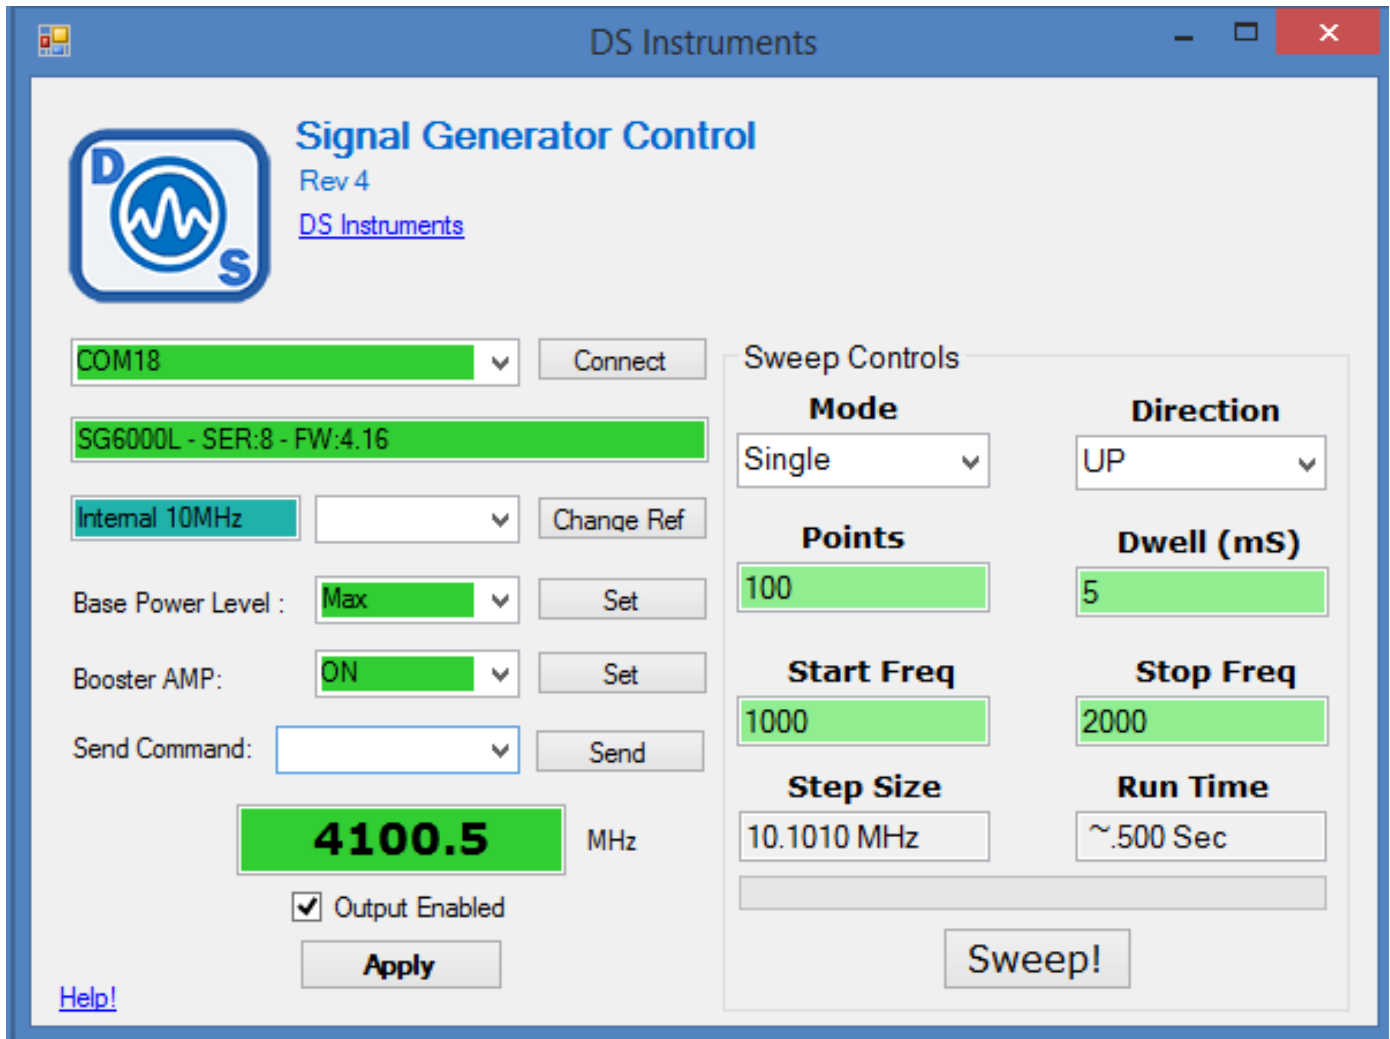 DS Instruments
Signal Generator Control
Rev 4
DS Instruments
D
S
COM18
Connect
SG6000L - SER:8 - FW:4.16
Internal 10MHz
Change Ref
Base Power Level :
Max
Set
Booster AMP:
ON
Set
Send Command:
Send
4100.5
MHz
Output Enabled
Apply
Help!
Sweep Controls
Mode
Direction
Single
UP
Points
Dwell (mS)
100
5
Start Freq
Stop Freq
1000
2000
Step Size
Run Time
10.1010 MHz
~.500 Sec
Sweep!